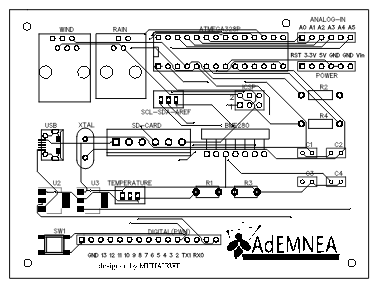 WIND RAIN ATMEGA328P ANALOG-IN
A0 A1 A2 A3 A4 A5
RST 3.3V 5V GND GND Vin
POWER
R2
SCL-SDA-AREF
R4
USB XTAL SD-CARD BME280
C1 C2
C3 C4
U2 U3 TEMPERATURE R1 R3
SW1 DIGITAL(PWM)
GND 13 12 11 10 9 8 7 6 5 4 3 2 TX1 RX0
AdEMNEA
designed by